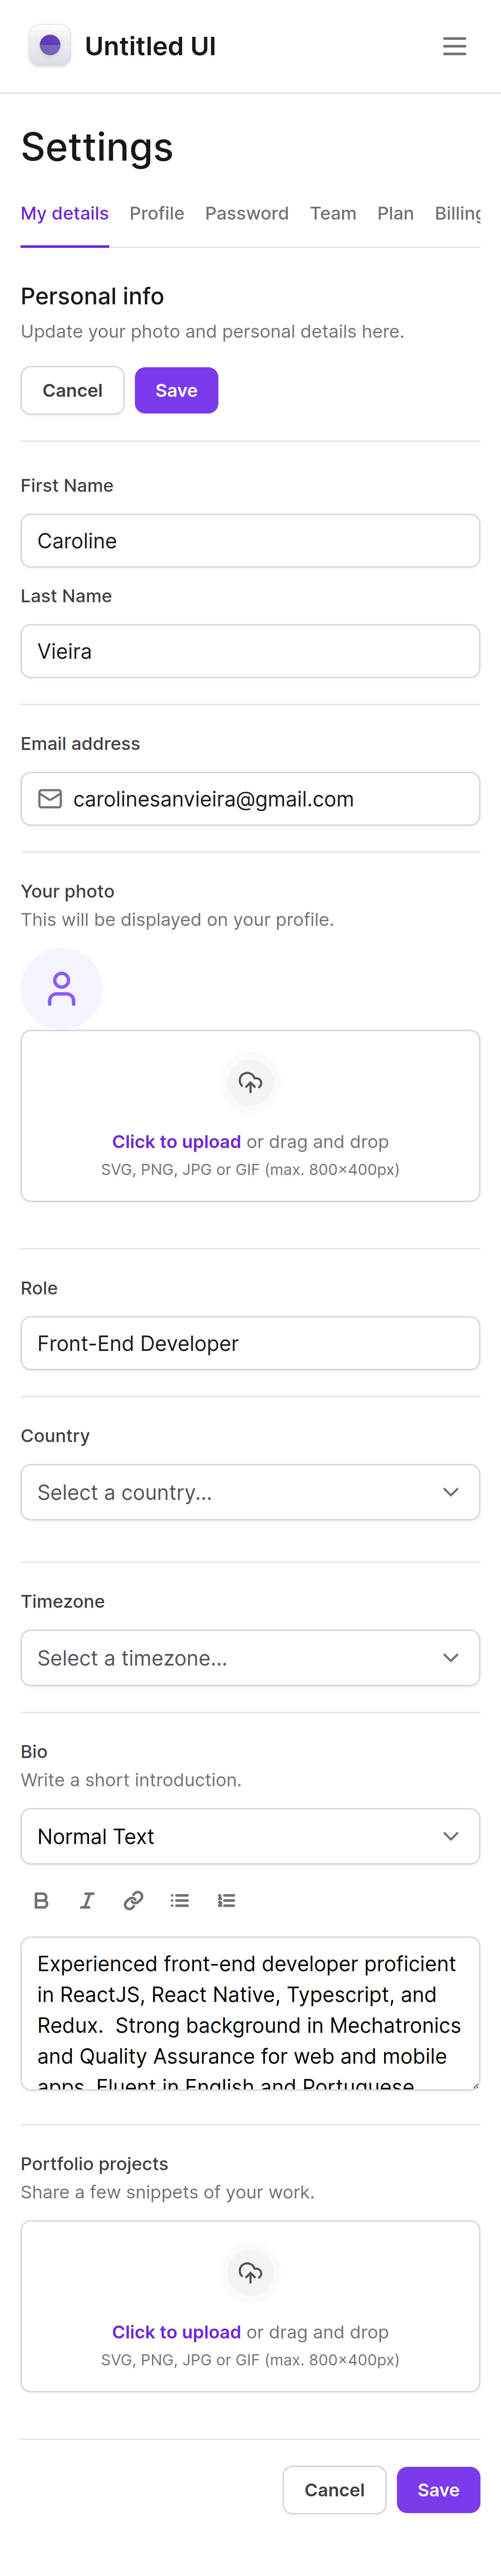 Untitled UI
Settings
My details Profile Password Team Plan Billing
Personal info
Update your photo and personal details here.
Cancel Save
First Name
Caroline
Last Name
Vieira
Email address
carolinesanvieira@gmail.com
Your photo
This will be displayed on your profile.
Click to upload or drag and drop
SVG, PNG, JPG or GIF (max. 800×400px)
Role
Front-End Developer
Country
Select a country...
Timezone
Select a timezone...
Bio
Write a short introduction.
Normal Text
Experienced front-end developer proficient
in ReactJS, React Native, Typescript, and
Redux.  Strong background in Mechatronics
and Quality Assurance for web and mobile
apps. Fluent in English and Portuguese
Portfolio projects
Share a few snippets of your work.
Click to upload or drag and drop
SVG, PNG, JPG or GIF (max. 800×400px)
Cancel Save